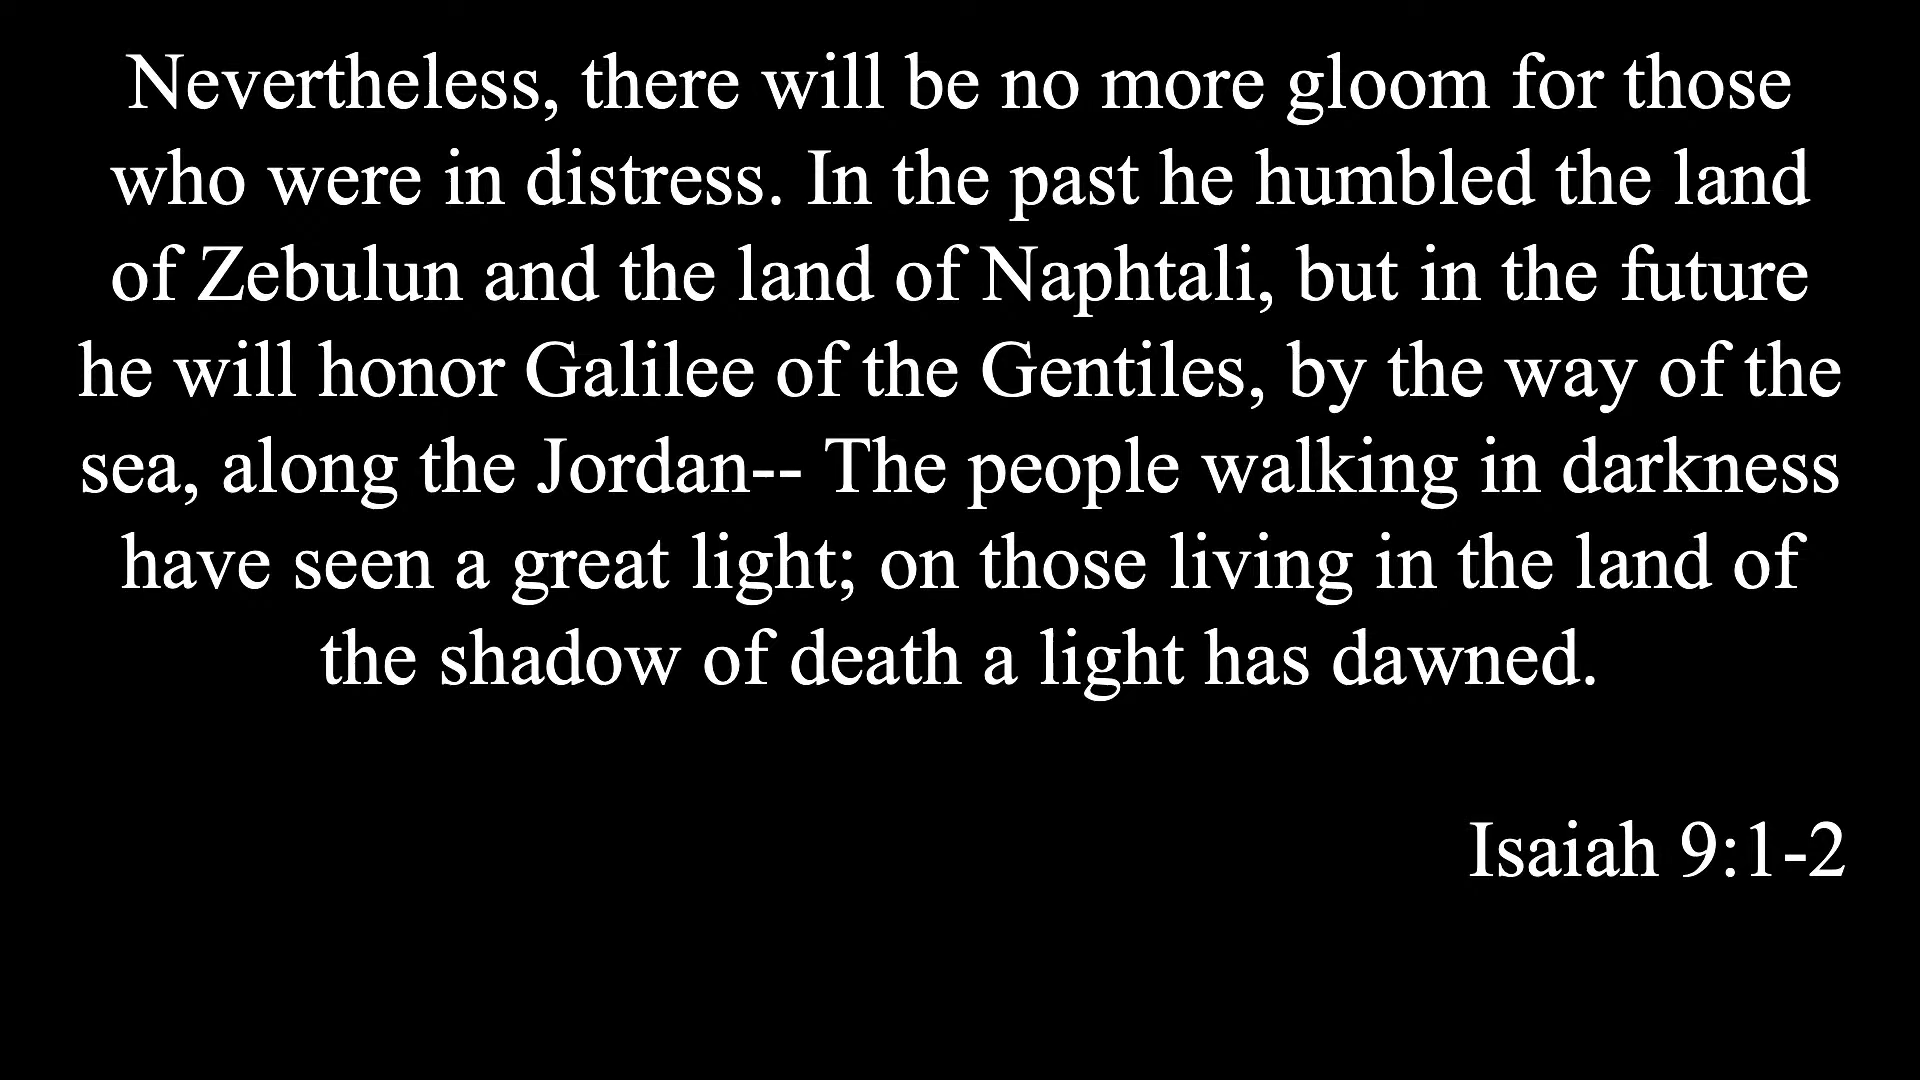 Nevertheless, there will be no more gloom for those
who were in distress. In the past he humbled the land
of Zebulun and the land of Naphtali, but in the future
he will honor Galilee of the Gentiles, by the way of the
sea, along the Jordan-- The people walking in darkness
have seen a great light; on those living in the land of
the shadow of death a light has dawned.
Isaiah 9:1-2